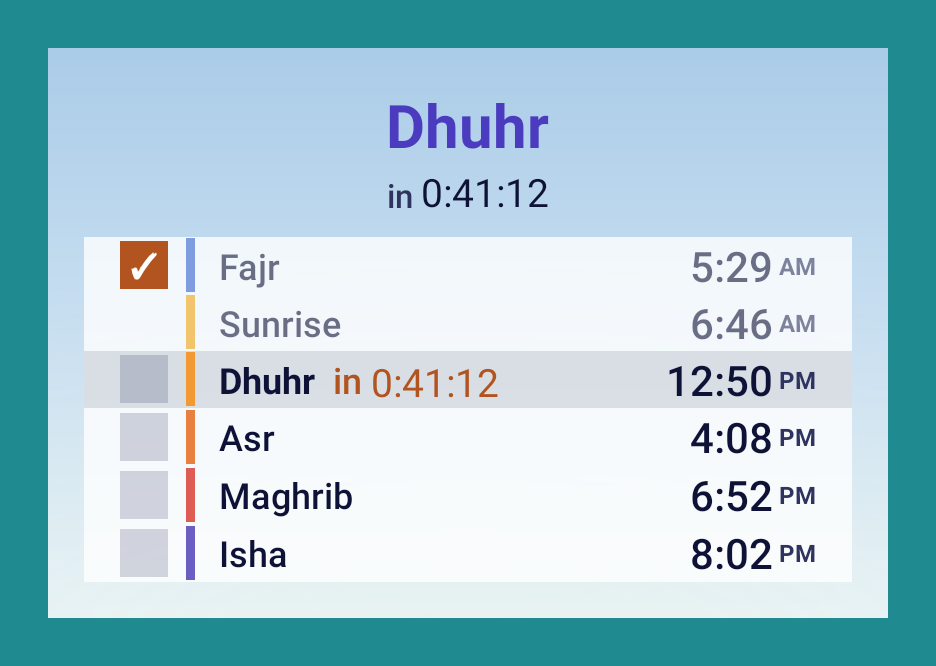 Dhuhr
in 0:41:12
✓ Fajr 5:29 AM
Sunrise 6:46 AM
Dhuhr in 0:41:12 12:50 PM
Asr 4:08 PM
Maghrib 6:52 PM
Isha 8:02 PM